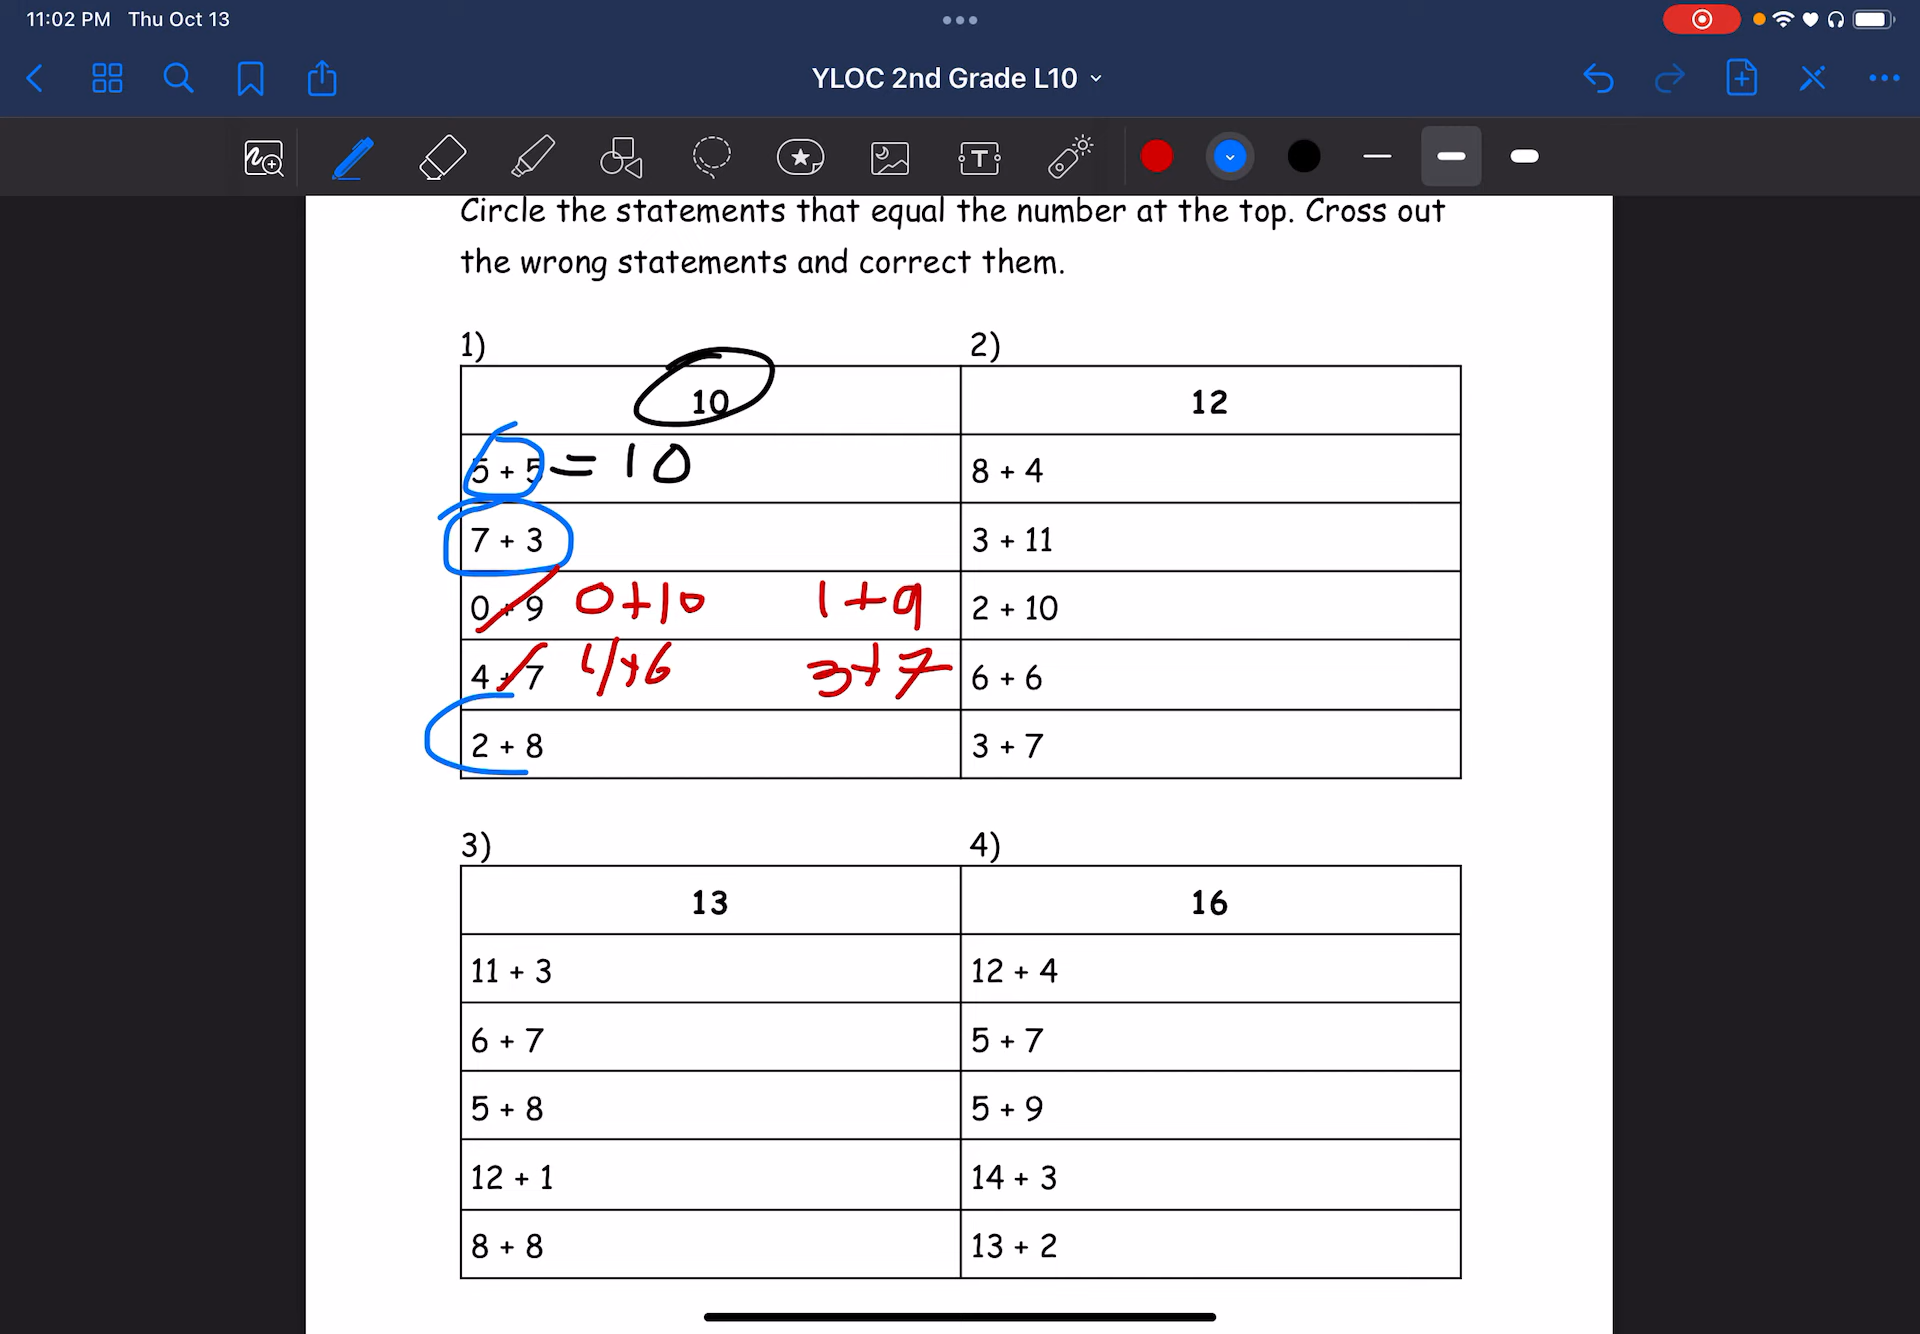 11:02 PM Thu Oct 13
YLOC 2nd Grade L10
T
Circle the statements that equal the number at the top. Cross out
the wrong statements and correct them.
1) 2)
10 12
5 + 5 = 10 8 + 4
7 + 3 3 + 11
0 + 9 0+10 1+9 2 + 10
4 + 7 4+6 3+7 6 + 6
2 + 8 3 + 7
3) 4)
13 16
11 + 3 12 + 4
6 + 7 5 + 7
5 + 8 5 + 9
12 + 1 14 + 3
8 + 8 13 + 2